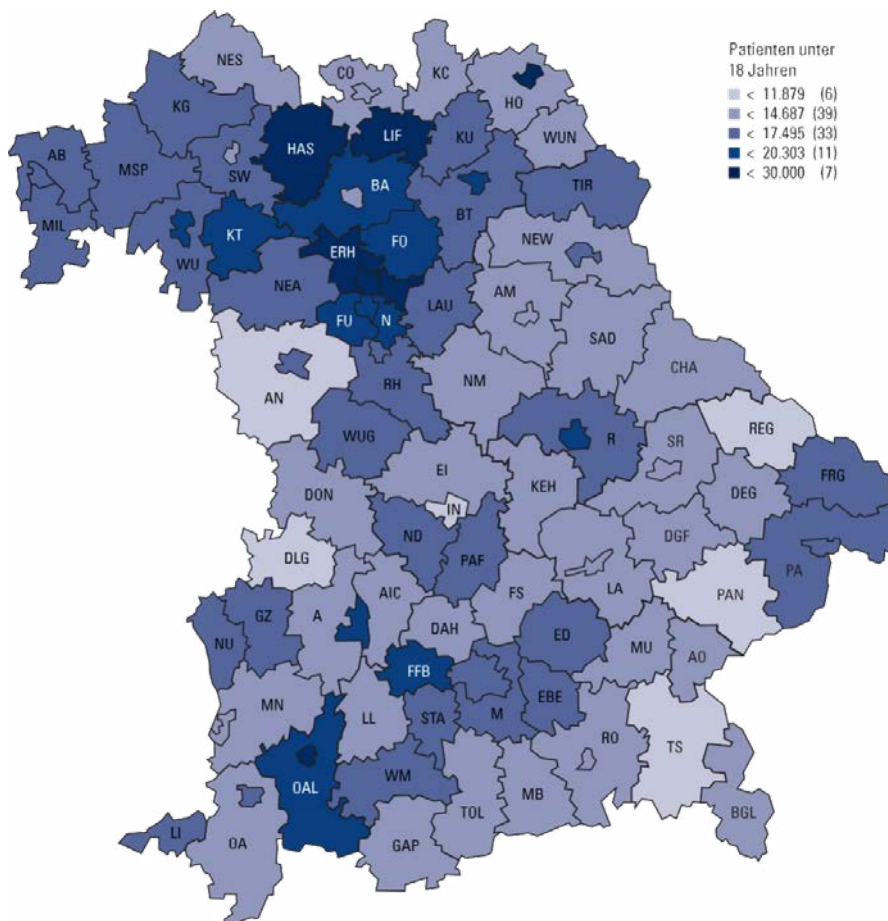 Patienten unter
18 Jahren
< 11.879 (6)
< 14.687 (39)
< 17.495 (33)
< 20.303 (11)
< 30.000 (7)
NES
CO
KC
HO
KG
HAS
LIF
KU
WUN
AB
MSP
SW
BA
TIR
MIL
WU
KT
ERH
FO
BT
NEW
NEA
LAU
AM
FU
N
SAD
CHA
AN
RH
NM
WUG
R
SR
REG
EI
KEH
DEG
FRG
DON
IN
ND
PAF
DGF
PA
DLG
LA
PAN
NU
GZ
A
AIC
DAH
FS
ED
MU
AO
FFB
MN
LL
STA
M
EBE
RO
TS
OAL
WM
TOL
MB
BGL
LI
OA
GAP